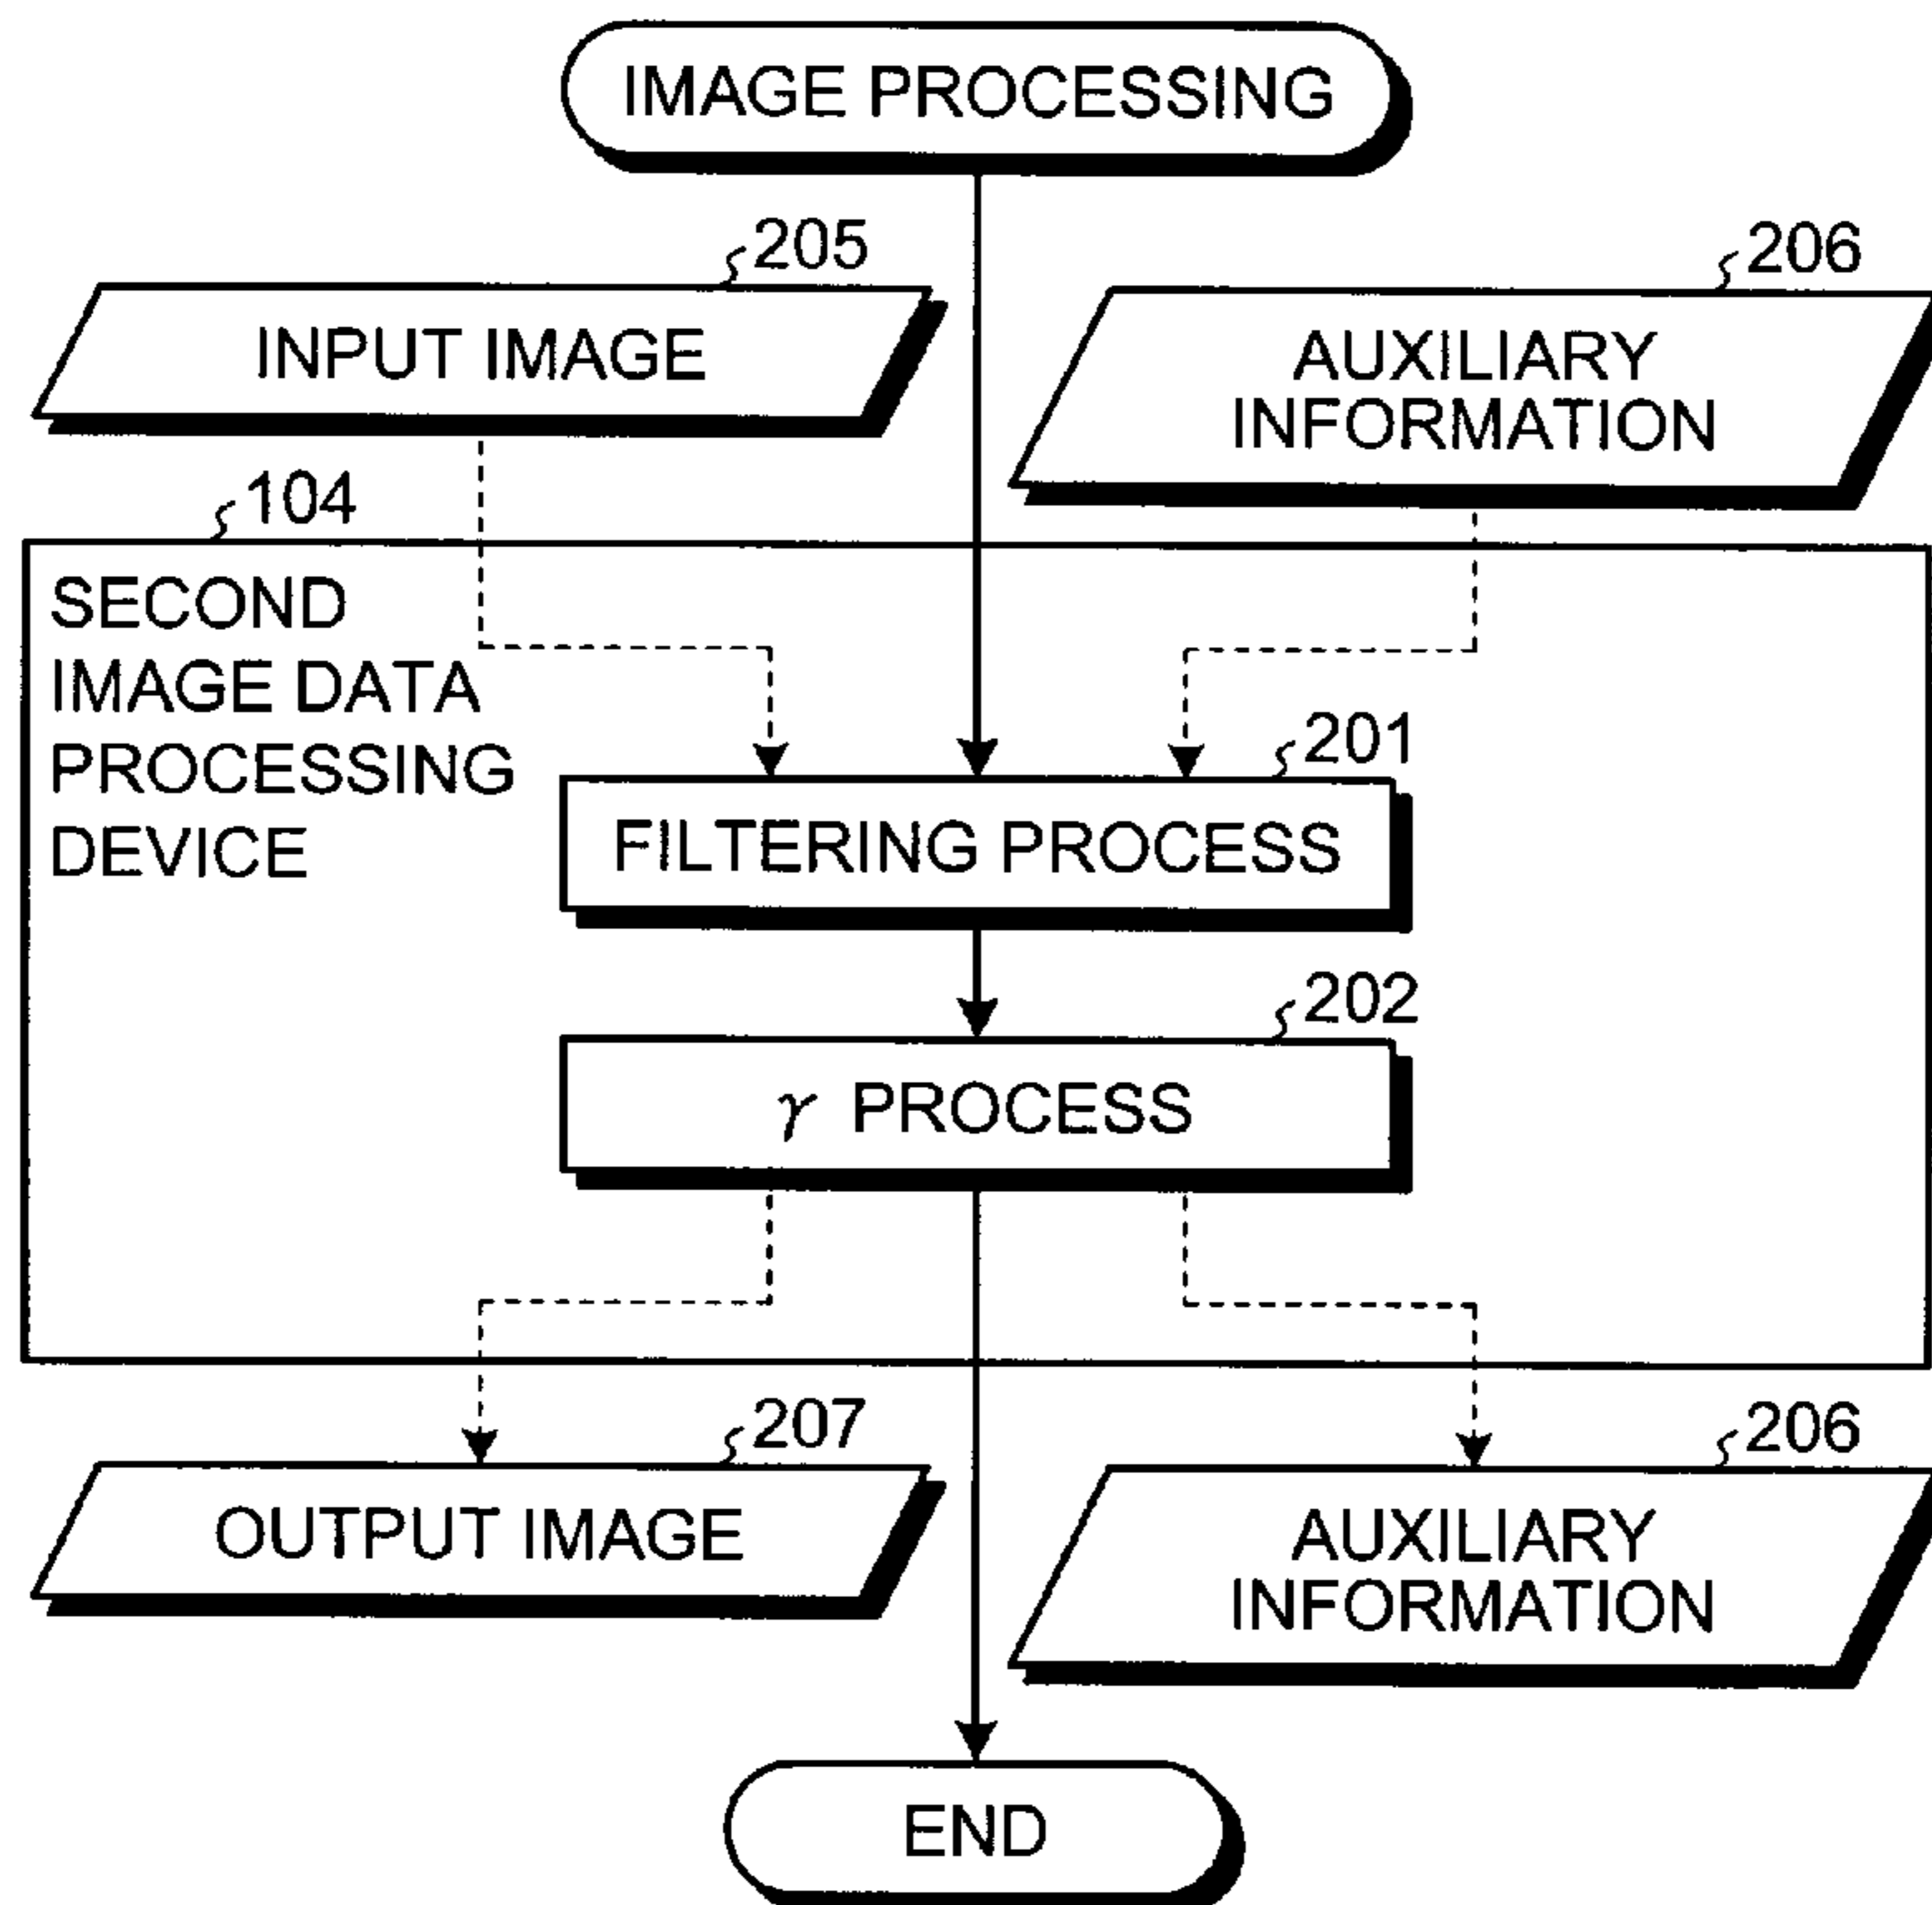 IMAGE PROCESSING
205
206
INPUT IMAGE
AUXILIARY
INFORMATION
104
SECOND
IMAGE DATA
PROCESSING
DEVICE
201
FILTERING PROCESS
202
γ PROCESS
207
206
OUTPUT IMAGE
AUXILIARY
INFORMATION
END